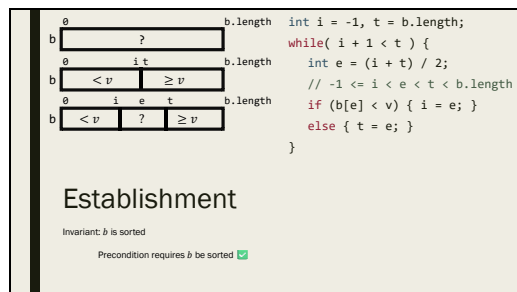 0 b.length
b ?
0 i t b.length
b < v ≥ v
0 i e t b.length
b < v ? ≥ v
int i = -1, t = b.length;
while( i + 1 < t ) {
int e = (i + t) / 2;
// -1 <= i < e < t < b.length
if (b[e] < v) { i = e; }
else { t = e; }
}
Establishment
Invariant: b is sorted
Precondition requires b be sorted ✅